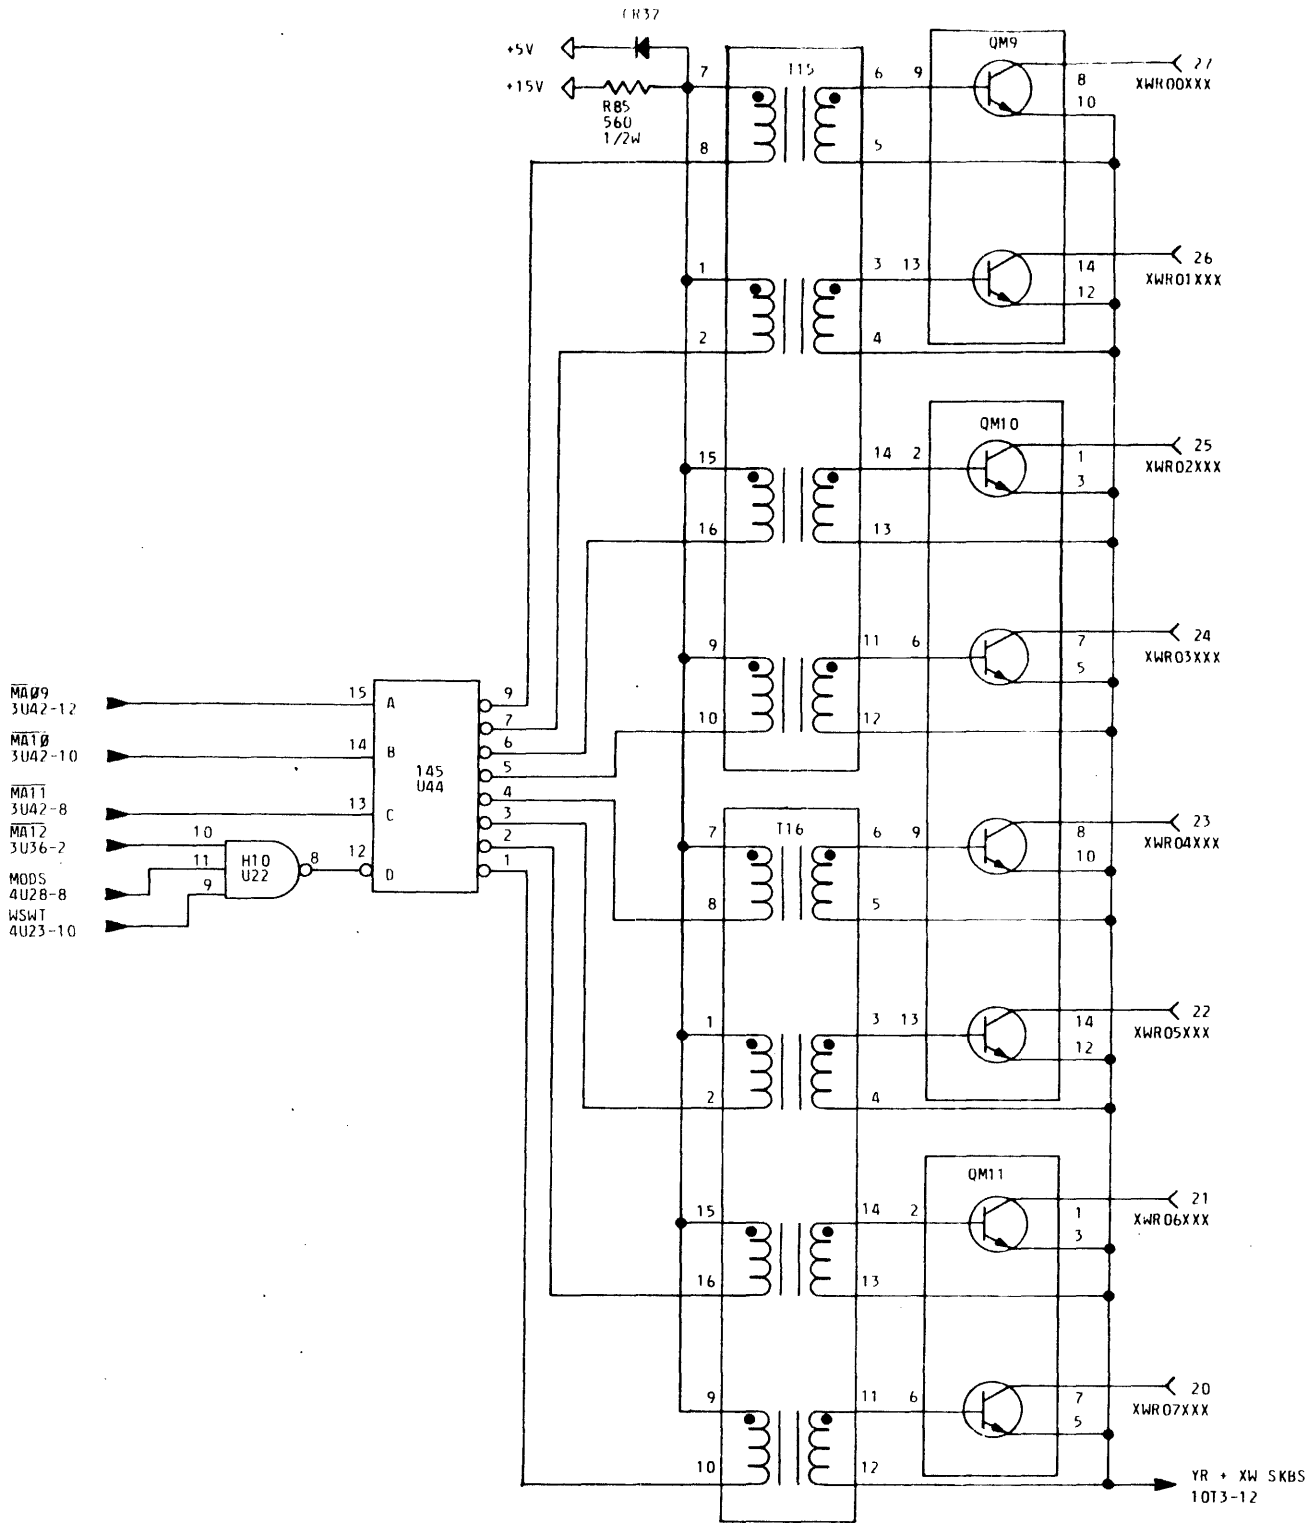 CR37
+5V
+15V
R85
560
1/2W
7
8
T15
6
5
9
QM9
8
10
27
XWR00XXX
1
2
3
4
13
14
12
26
XWR01XXX
15
16
14
13
2
QM10
1
3
25
XWR02XXX
9
10
11
12
6
7
5
24
XWR03XXX
MA09
3U42-12
15
A
MA10
3U42-10
14
B
MA11
3U42-8
13
C
MA12
3U36-2
10
MODS
4U28-8
11
WSWT
4U23-10
9
H10
U22
8
12
D
145
U44
9
7
6
5
4
3
2
1
7
8
T16
6
5
9
8
10
23
XWR04XXX
1
2
3
4
13
14
12
22
XWR05XXX
15
16
14
13
2
QM11
1
3
21
XWR06XXX
9
10
11
12
6
7
5
20
XWR07XXX
YR + XW SKBS
10T3-12